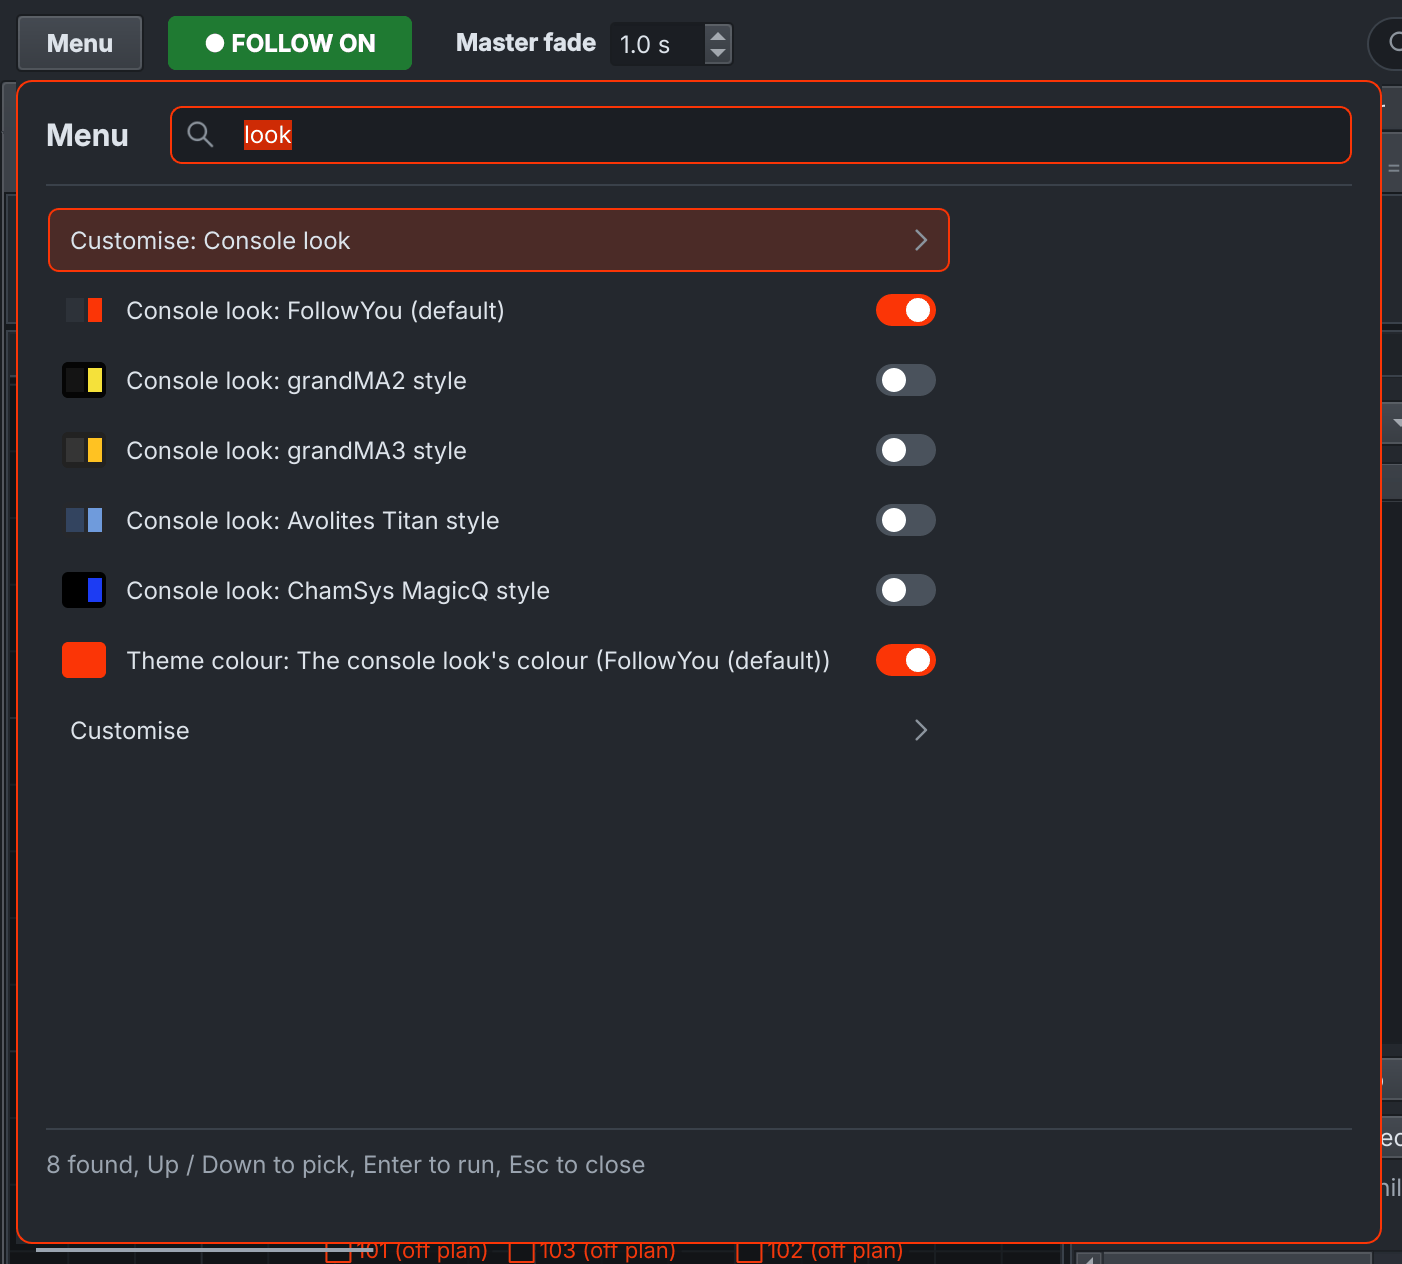 Menu
FOLLOW ON
Master fade
1.0 s
Menu
look
Customise: Console look
Console look: FollowYou (default)
Console look: grandMA2 style
Console look: grandMA3 style
Console look: Avolites Titan style
Console look: ChamSys MagicQ style
Theme colour: The console look's colour (FollowYou (default))
Customise
8 found, Up / Down to pick, Enter to run, Esc to close
101 (off plan)
103 (off plan)
102 (off plan)